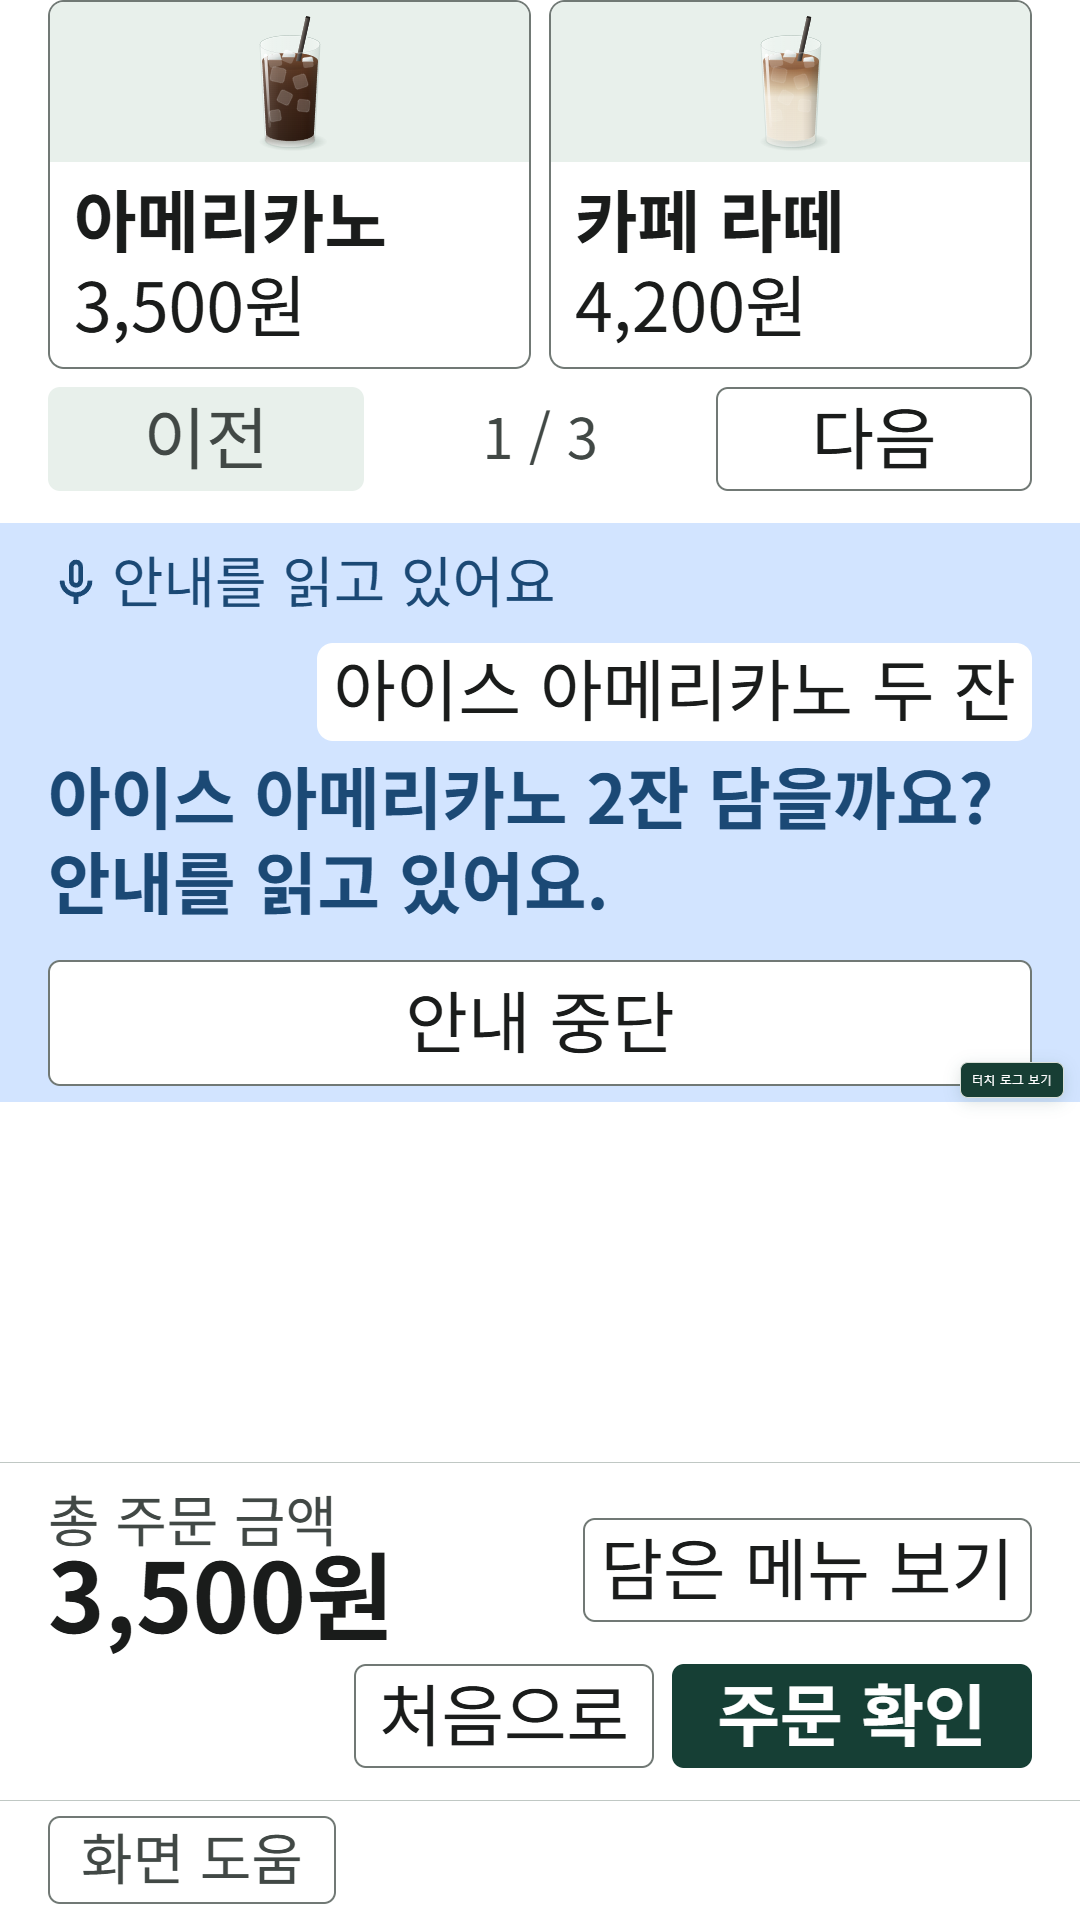 아메리카노
3,500원
카페 라떼
4,200원
이전
1 / 3
다음
안내를 읽고 있어요
아이스 아메리카노 두 잔
아이스 아메리카노 2잔 담을까요?
안내를 읽고 있어요.
안내 중단
터치 로그 보기
총 주문 금액
3,500원
담은 메뉴 보기
처음으로
주문 확인
화면 도움